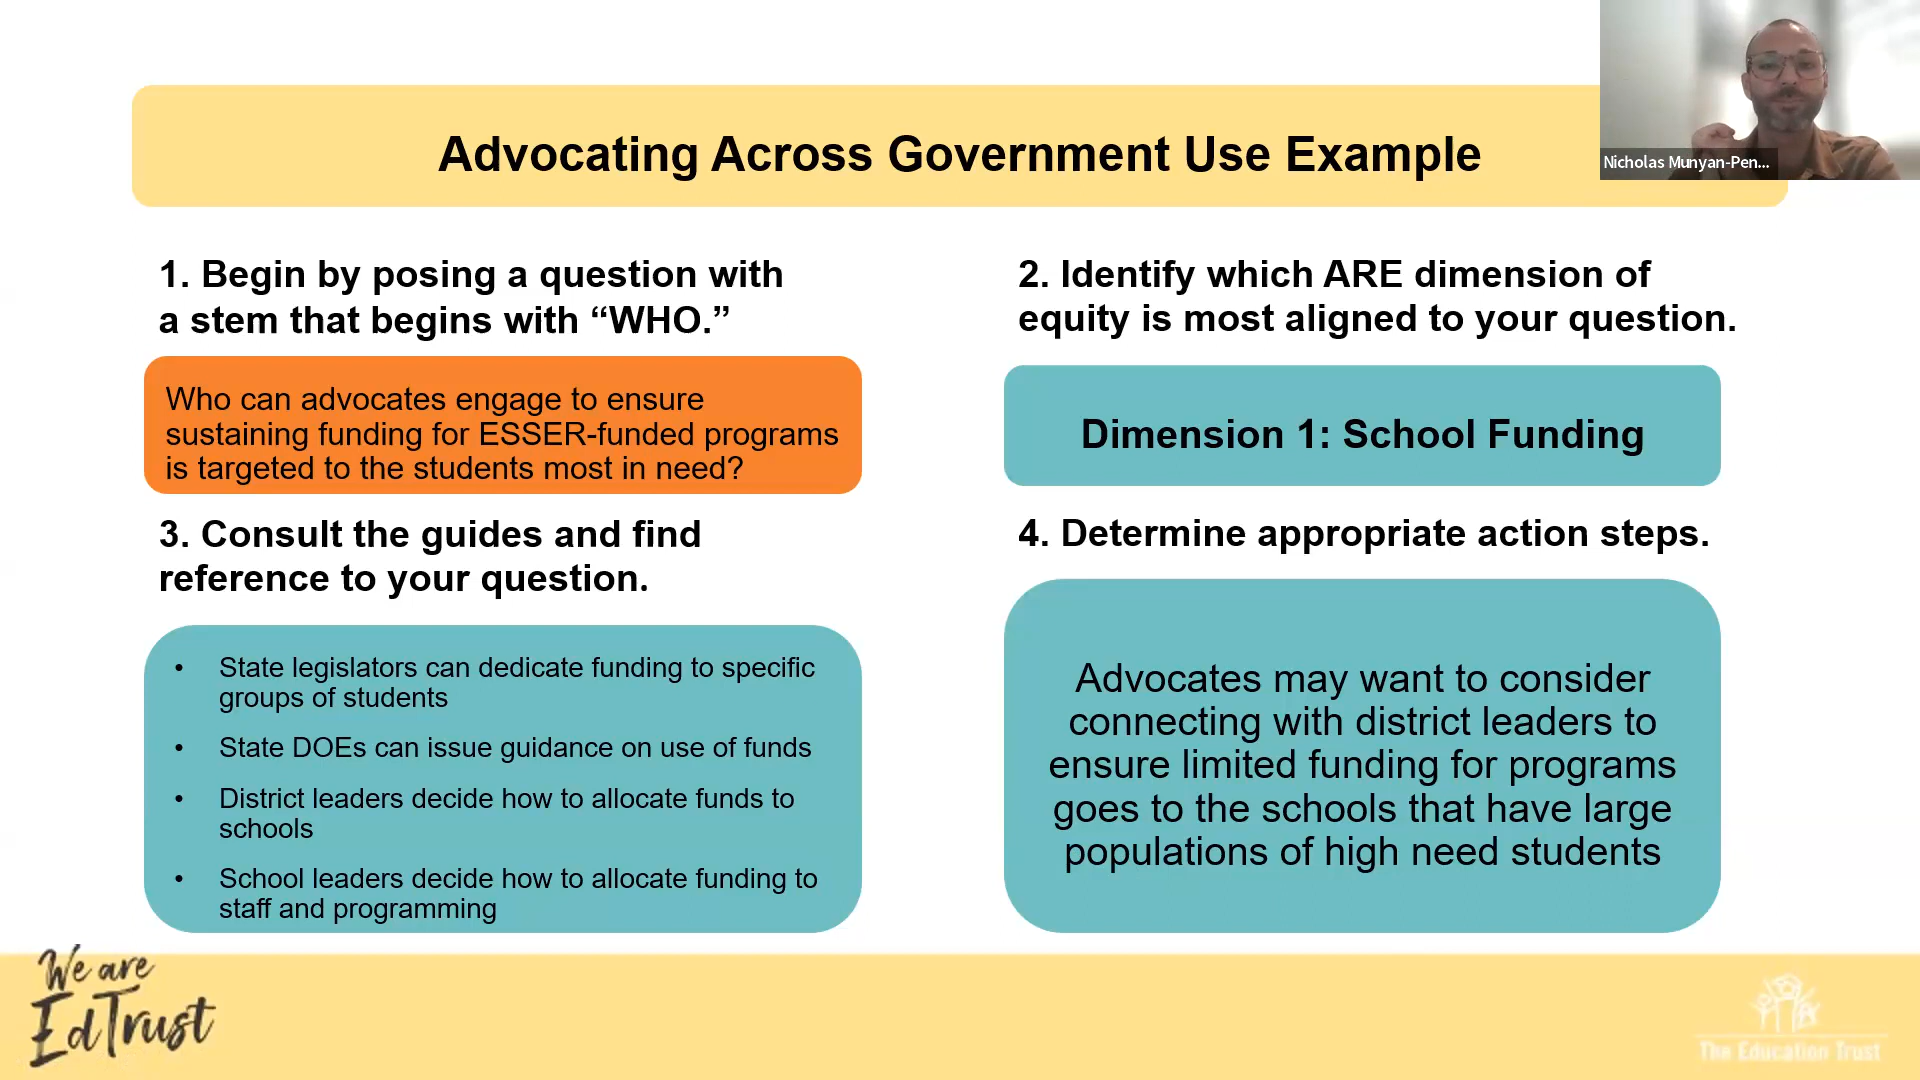 Advocating Across Government Use Example
Nicholas Munyan-Pen...
1. Begin by posing a question with
a stem that begins with “WHO.”
Who can advocates engage to ensure
sustaining funding for ESSER-funded programs
is targeted to the students most in need?
2. Identify which ARE dimension of
equity is most aligned to your question.
Dimension 1: School Funding
3. Consult the guides and find
reference to your question.
• State legislators can dedicate funding to specific
groups of students
• State DOEs can issue guidance on use of funds
• District leaders decide how to allocate funds to
schools
• School leaders decide how to allocate funding to
staff and programming
4. Determine appropriate action steps.
Advocates may want to consider
connecting with district leaders to
ensure limited funding for programs
goes to the schools that have large
populations of high need students
We are
EdTrust
The Education Trust